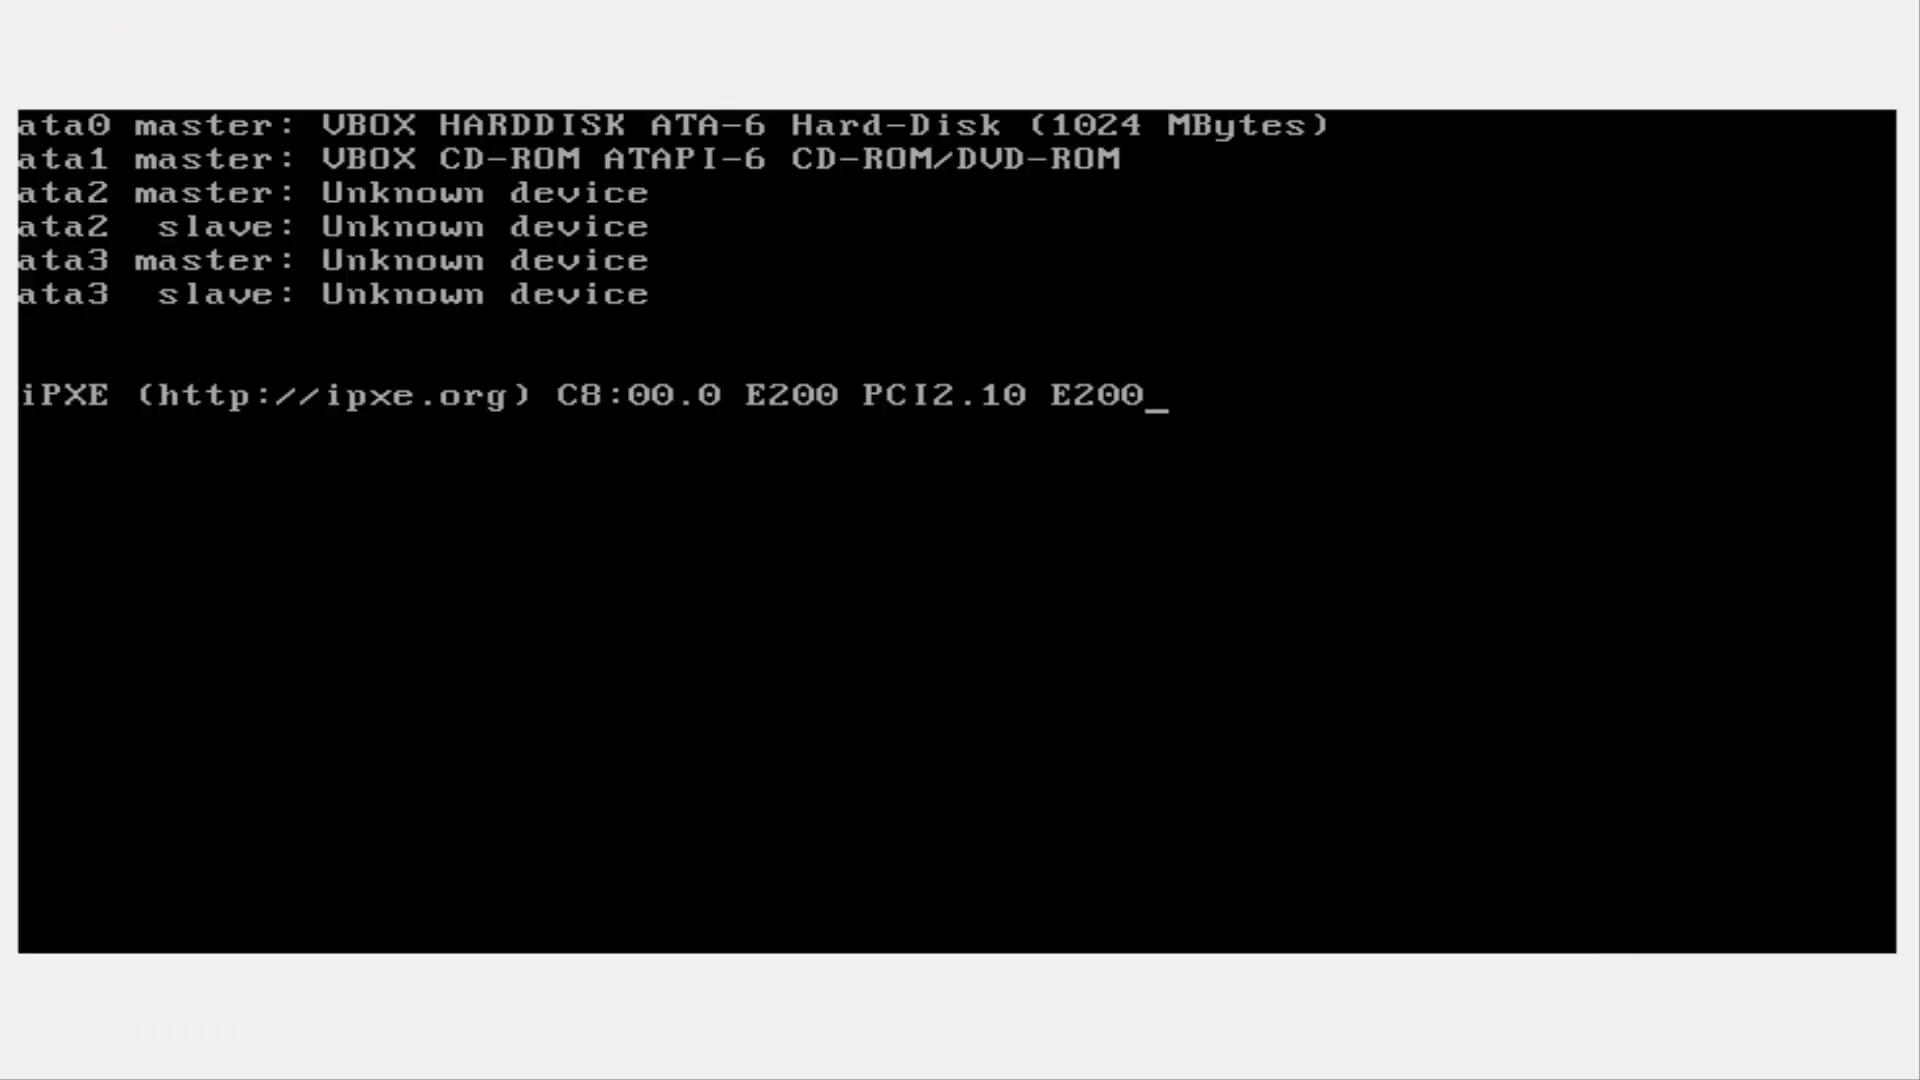 ata0 master: VBOX HARDDISK ATA-6 Hard-Disk (1024 MBytes)
ata1 master: VBOX CD-ROM ATAPI-6 CD-ROM/DVD-ROM
ata2 master: Unknown device
ata2  slave: Unknown device
ata3 master: Unknown device
ata3  slave: Unknown device
iPXE (http://ipxe.org) C8:00.0 E200 PCI2.10 E200_